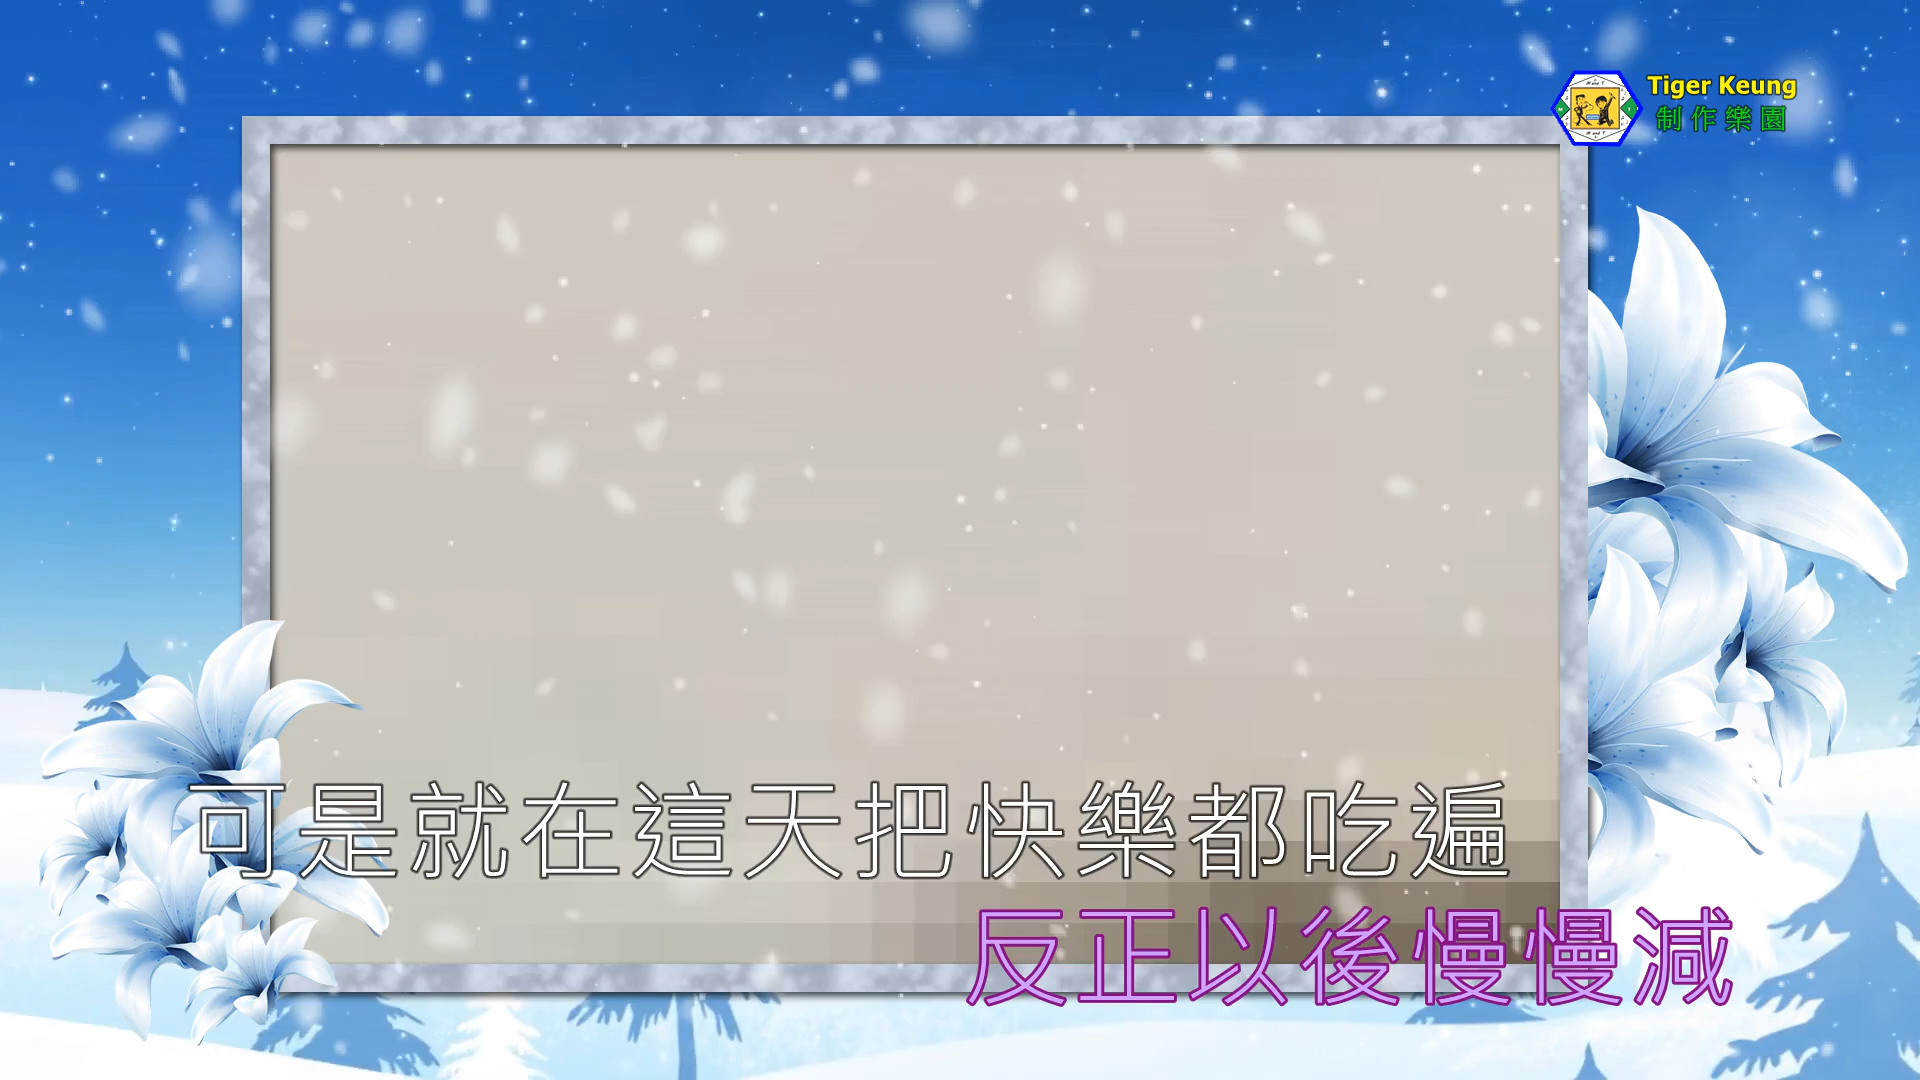 Tiger Keung
制作樂園
可是就在這天把快樂都吃遍
反正以後慢慢減